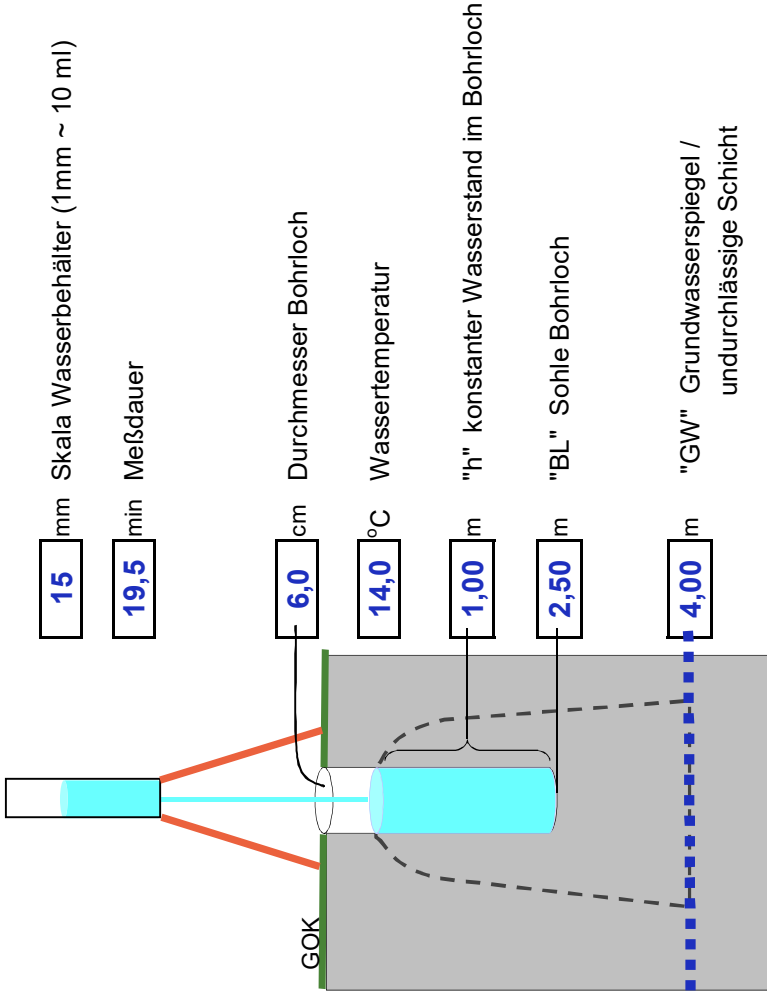 15 mm Skala Wasserbehälter (1mm ~ 10 ml)
19,5 min Meßdauer
6,0 cm Durchmesser Bohrloch
14,0 °C Wassertemperatur
1,00 m "h" konstanter Wasserstand im Bohrloch
2,50 m "BL" Sohle Bohrloch
4,00 m "GW" Grundwasserspiegel /
undurchlässige Schicht
GOK